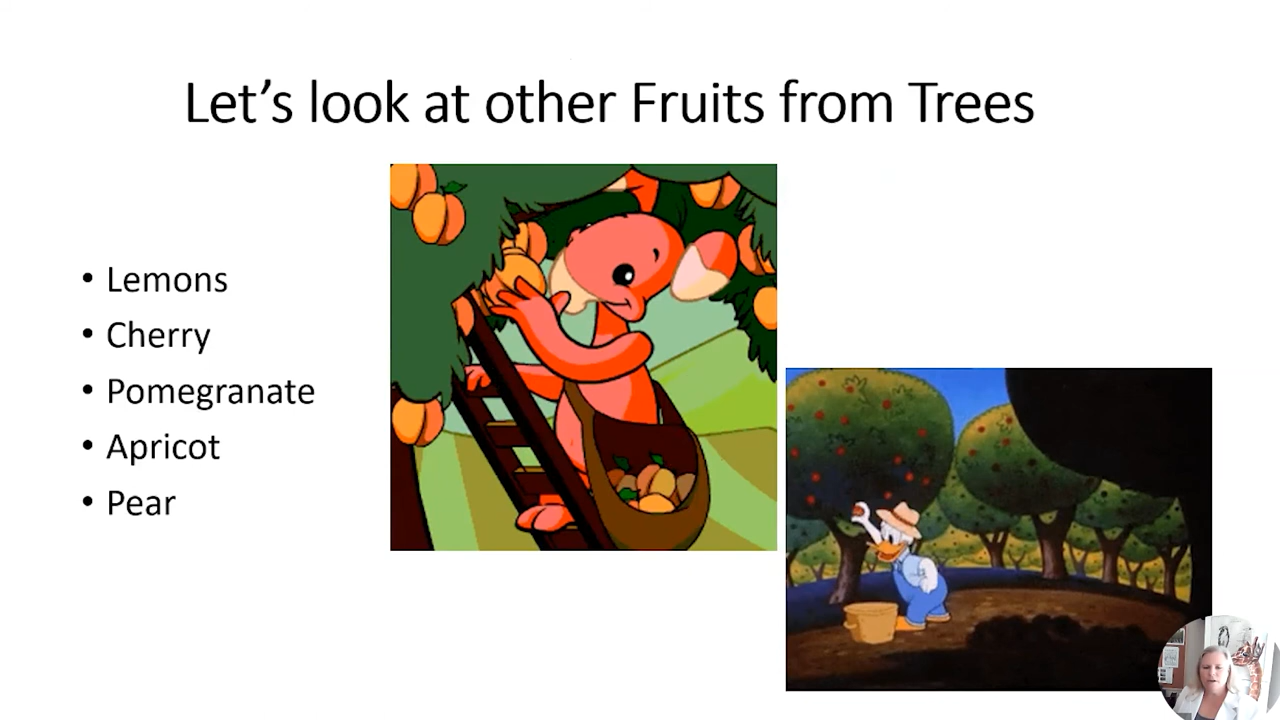 Let’s look at other Fruits from Trees
• Lemons
• Cherry
• Pomegranate
• Apricot
• Pear